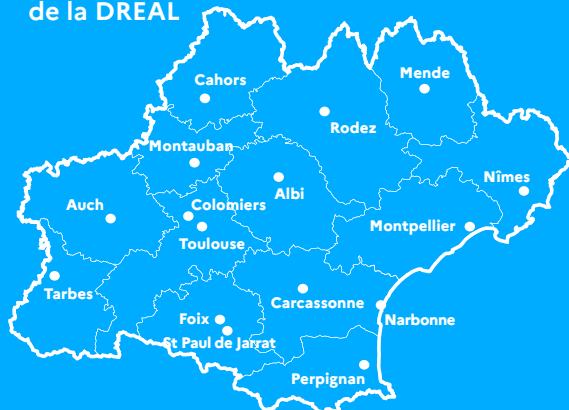 de la DREAL
Cahors
Mende
Rodez
Montauban
Nîmes
Albi
Auch
Colomiers
Montpellier
Toulouse
Tarbes
Carcassonne
Foix
Narbonne
St Paul de Jarrat
Perpignan